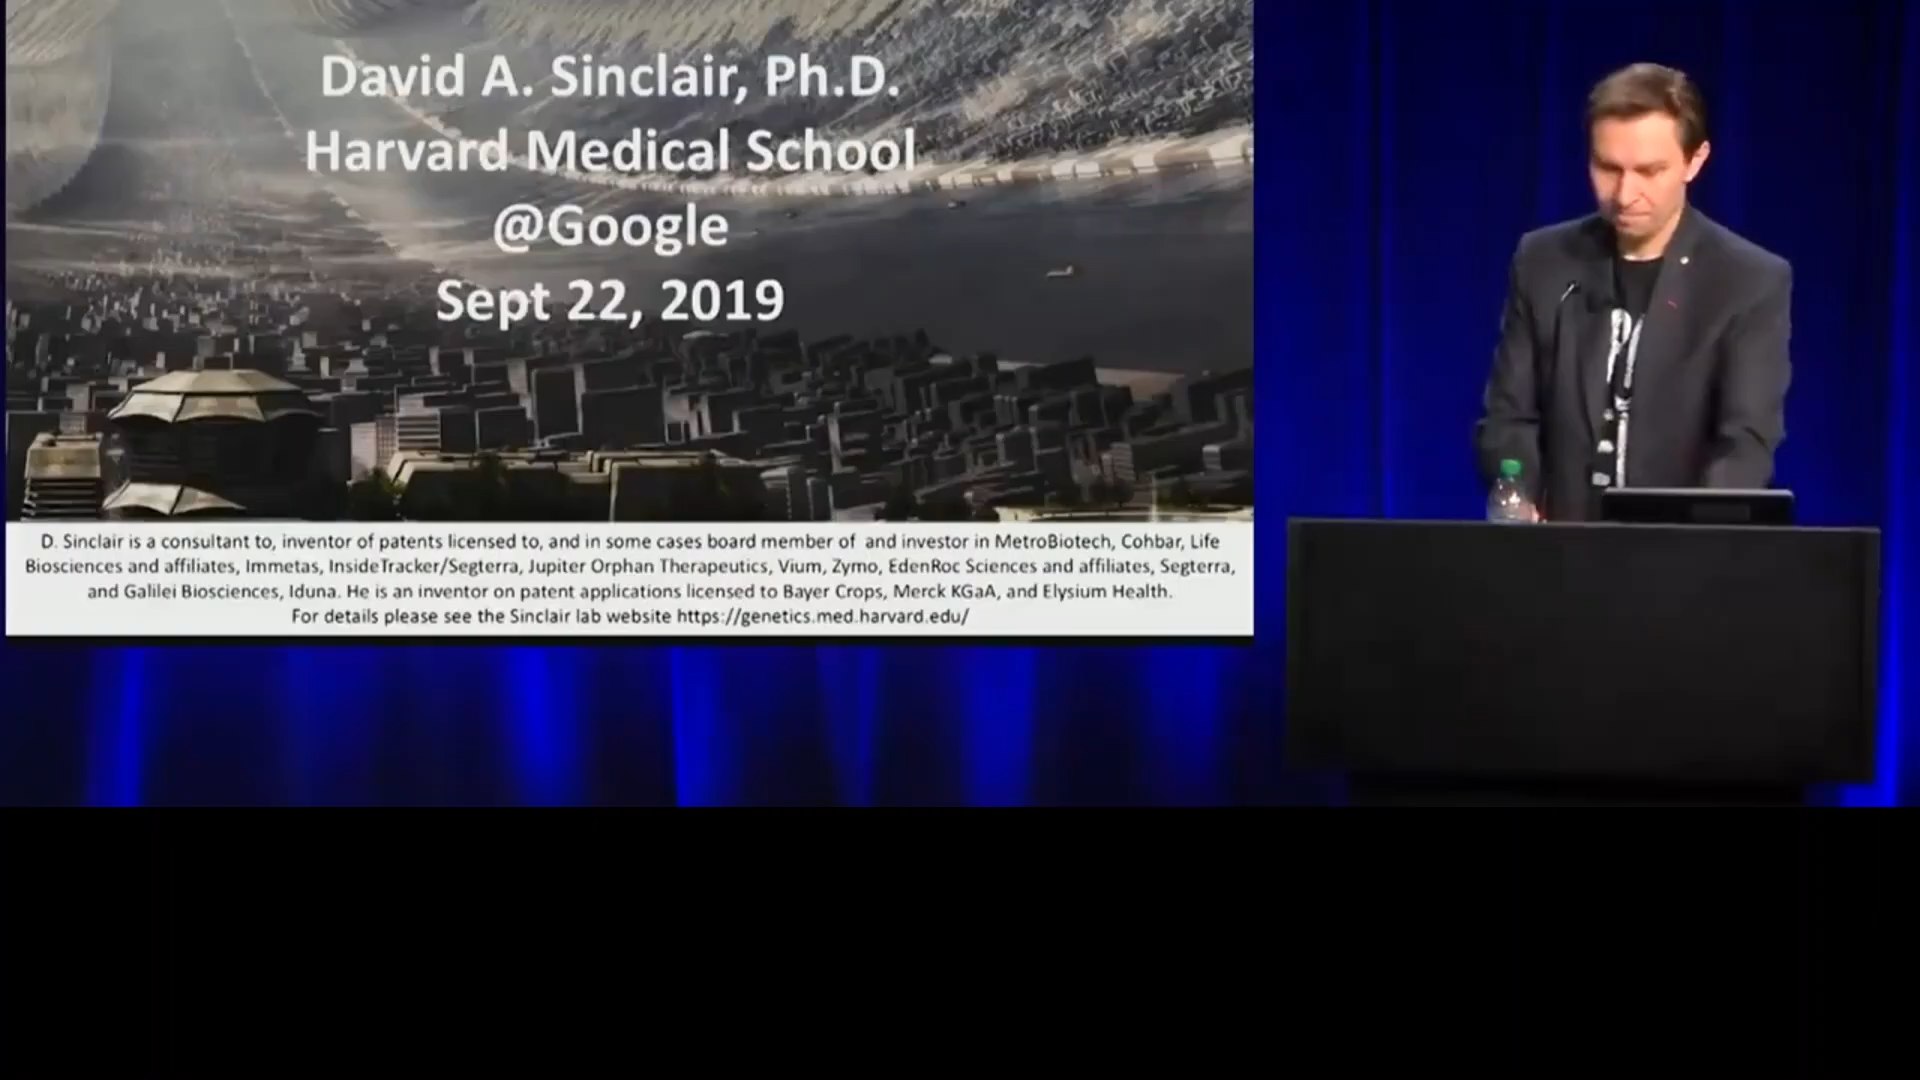 David A. Sinclair, Ph.D.
Harvard Medical School
@Google
Sept 22, 2019
D. Sinclair is a consultant to, inventor of patents licensed to, and in some cases board member of and investor in MetroBiotech, Cohbar, Life
Biosciences and affiliates, Immetas, InsideTracker/Segterra, Jupiter Orphan Therapeutics, Vium, Zymo, EdenRoc Sciences and affiliates, Segterra,
and Galilei Biosciences, Iduna. He is an inventor on patent applications licensed to Bayer Crops, Merck KGaA, and Elysium Health.
For details please see the Sinclair lab website https://genetics.med.harvard.edu/